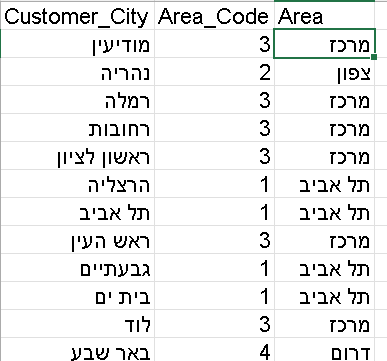 Customer_City Area_Code Area
מודיעין 3 מרכז
נהריה 2 צפון
רמלה 3 מרכז
רחובות 3 מרכז
ראשון לציון 3 מרכז
הרצליה 1 תל אביב
תל אביב 1 תל אביב
ראש העין 3 מרכז
גבעתיים 1 תל אביב
בית ים 1 תל אביב
לוד 3 מרכז
באר שבע 4 דרום